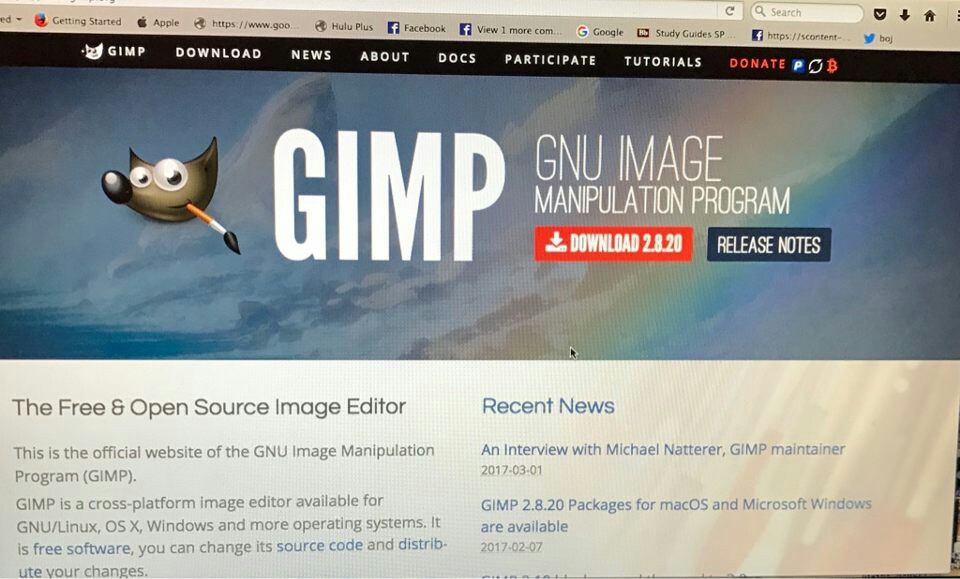 ed
Getting Started
Apple
https://www.goo...
Hulu Plus
Facebook
View 1 more com...
Google
Bb
Study Guides SP ...
https://scontent-...
boj
Search
GIMP
DOWNLOAD
NEWS
ABOUT
DOCS
PARTICIPATE
TUTORIALS
DONATE
GIMP
GNU IMAGE
MANIPULATION PROGRAM
DOWNLOAD 2.8.20
RELEASE NOTES
The Free & Open Source Image Editor
This is the official website of the GNU Image Manipulation
Program (GIMP).
GIMP is a cross-platform image editor available for
GNU/Linux, OS X, Windows and more operating systems. It
is free software, you can change its source code and distrib-
ute your changes.
Recent News
An Interview with Michael Natterer, GIMP maintainer
2017-03-01
GIMP 2.8.20 Packages for macOS and Microsoft Windows
are available
2017-02-07